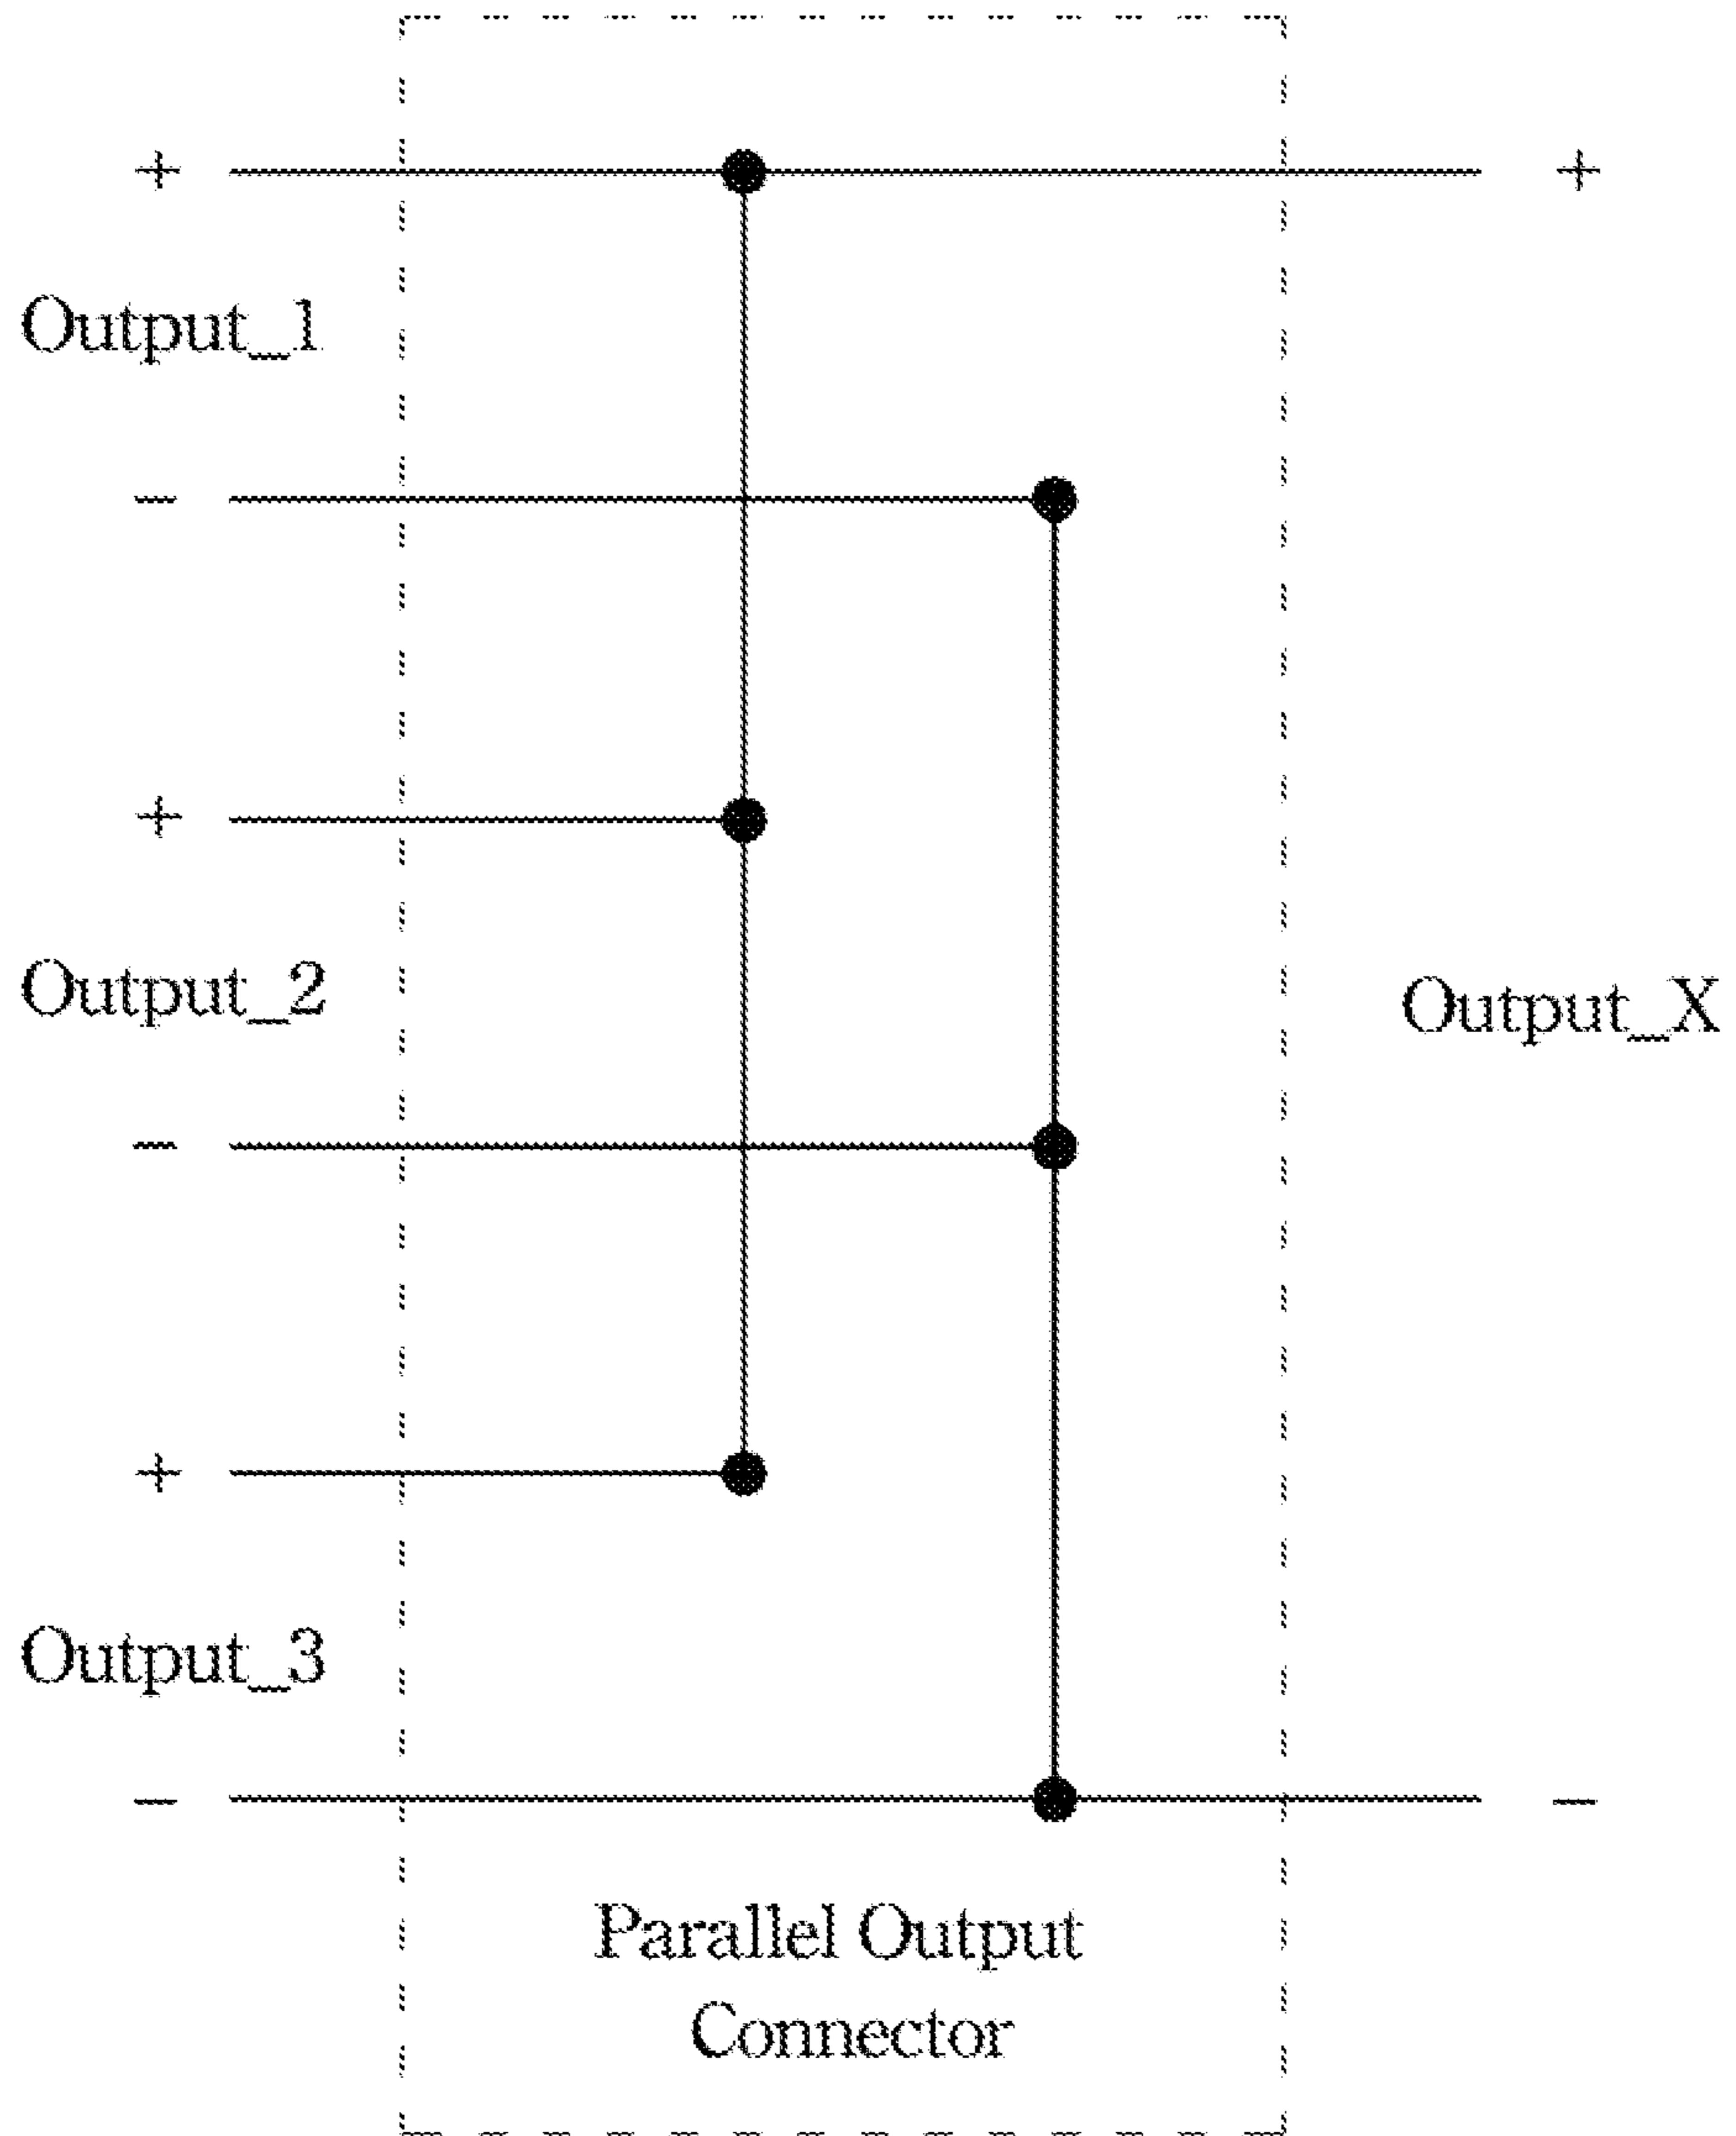 + +
Output_1
−
+
Output_2 Output_X
−
+
Output_3
− −
Parallel Output
Connector